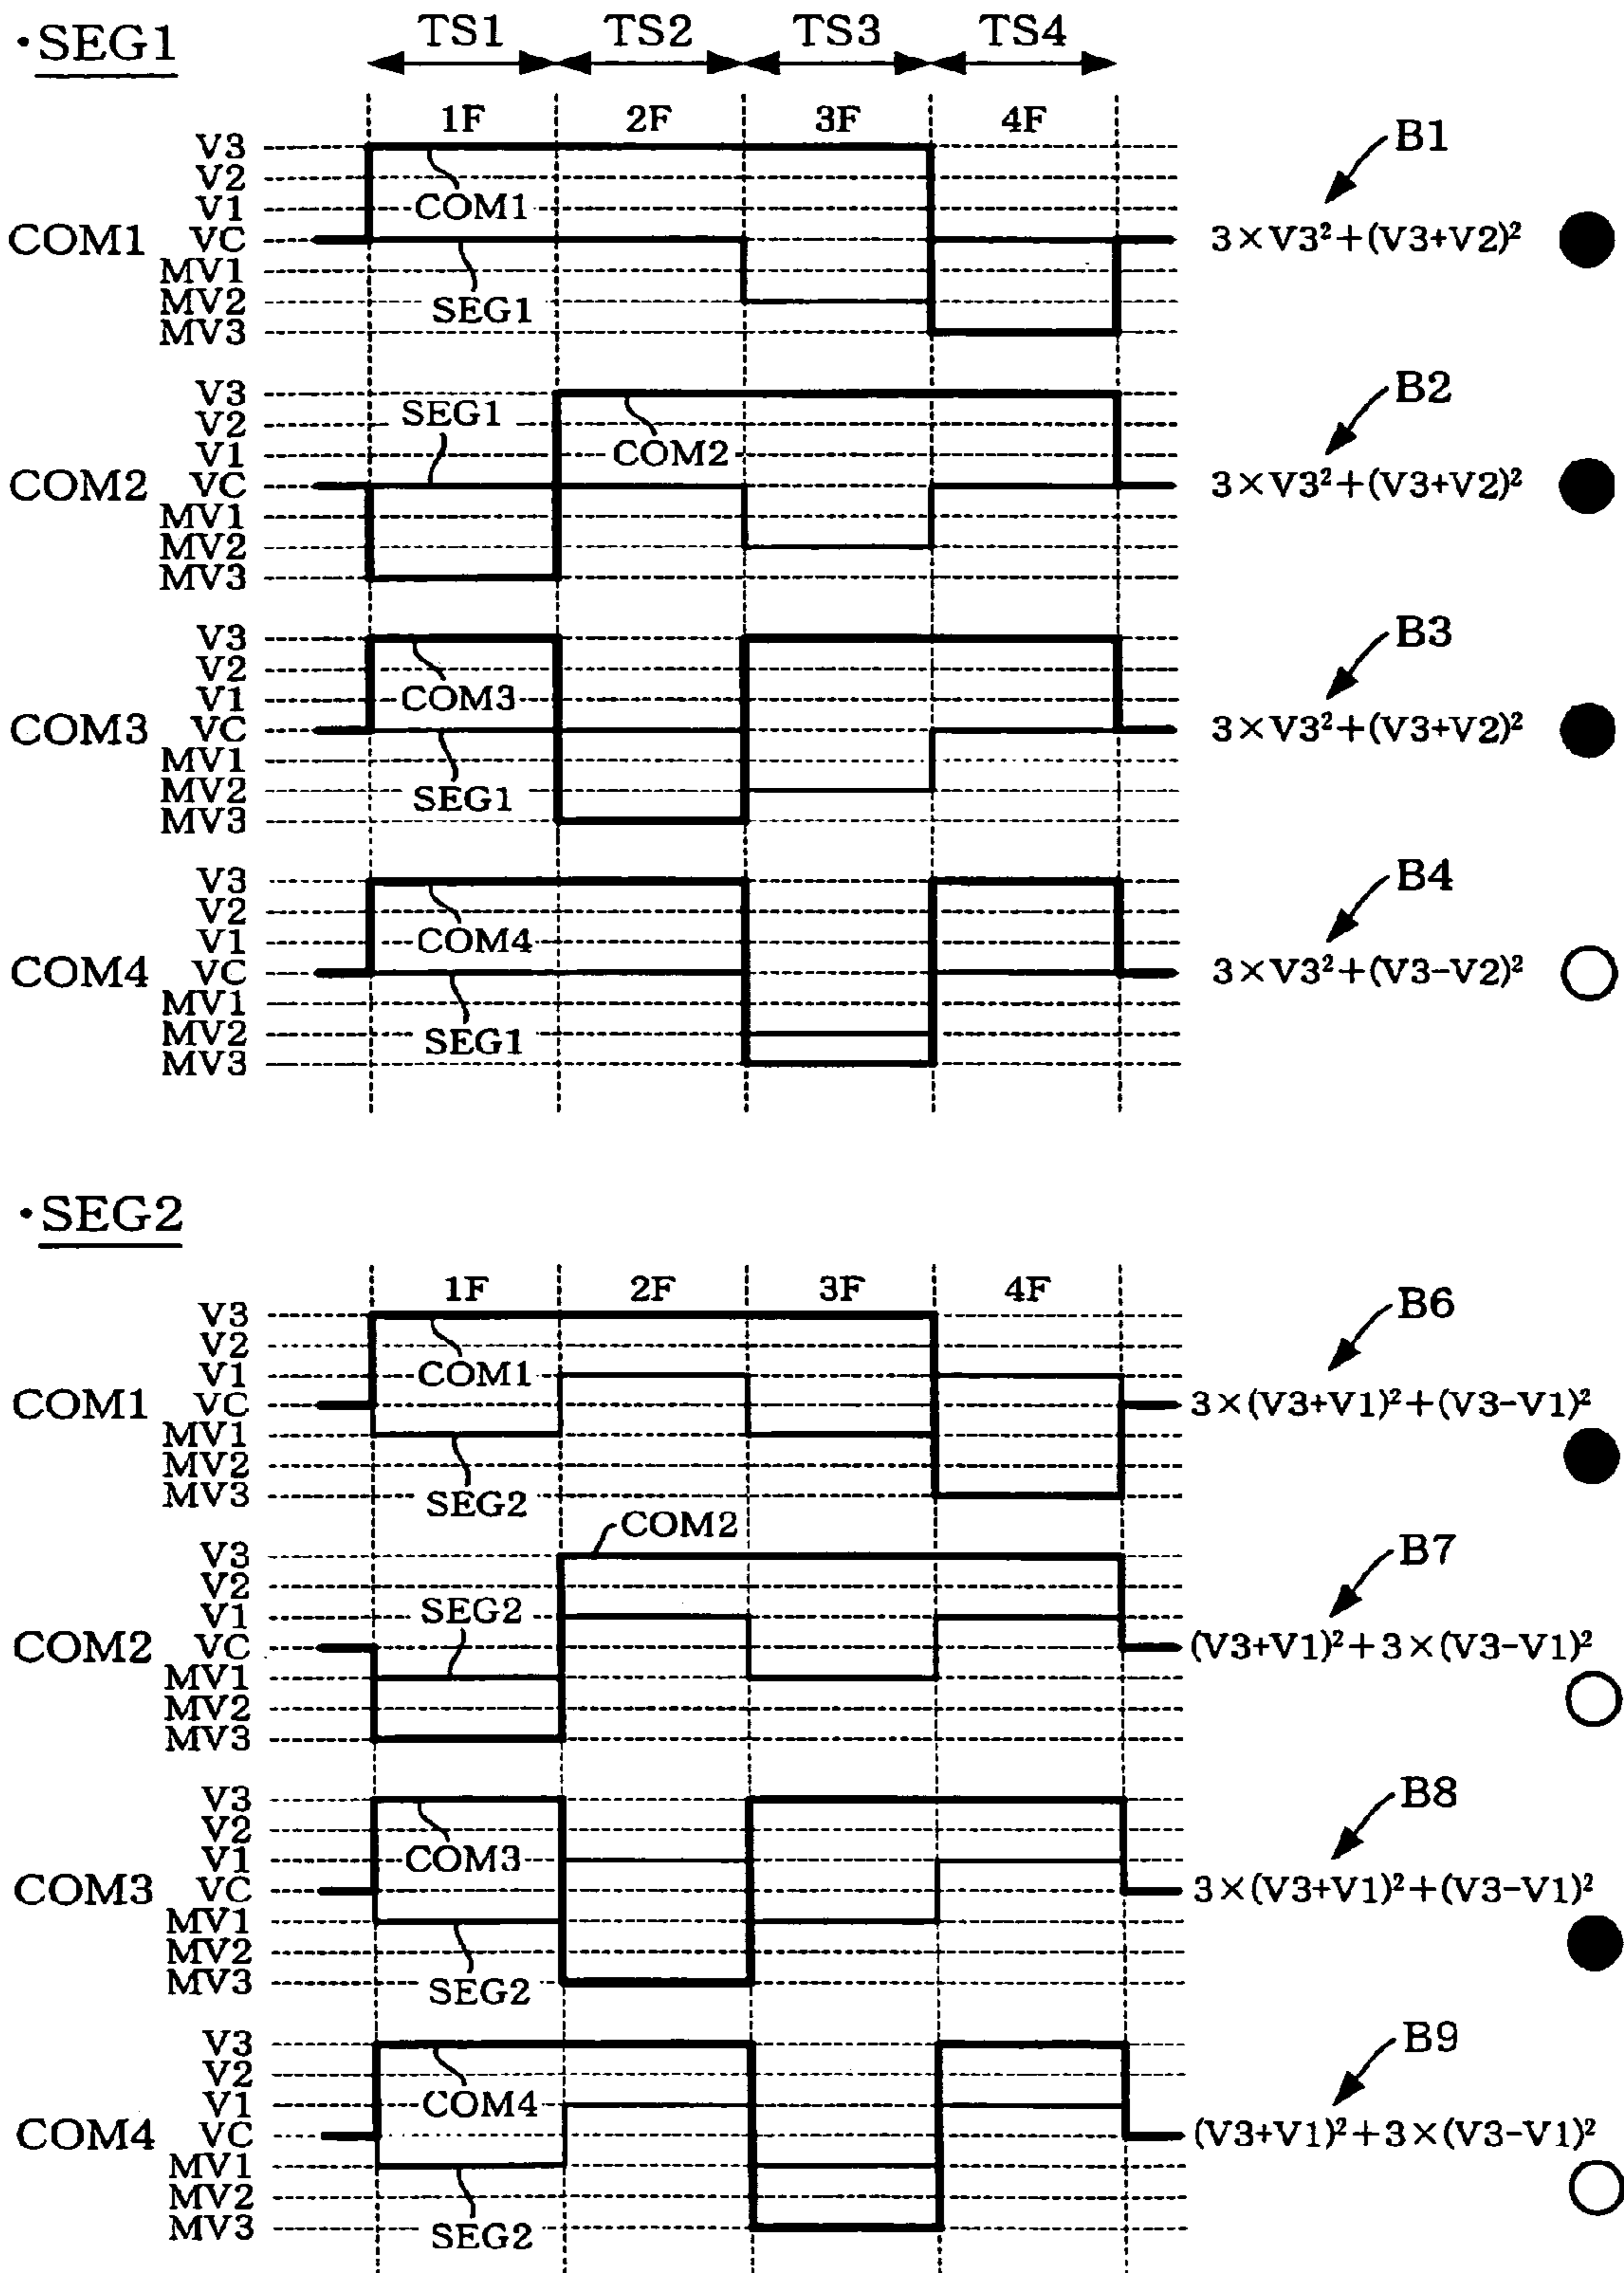 ・SEG1
TS1 TS2 TS3 TS4
1F 2F 3F 4F
V3
V2
V1 COM1
COM1 VC
MV1
MV2 SEG1
MV3
B1
3×V3²+(V3+V2)²
V3
V2 SEG1
V1 COM2
COM2 VC
MV1
MV2
MV3
B2
3×V3²+(V3+V2)²
V3
V2
V1 COM3
COM3 VC
MV1
MV2 SEG1
MV3
B3
3×V3²+(V3+V2)²
V3
V2
V1 COM4
COM4 VC
MV1
MV2 SEG1
MV3
B4
3×V3²+(V3-V2)²
・SEG2
1F 2F 3F 4F
V3
V2
V1 COM1
COM1 VC
MV1
MV2
MV3 SEG2
B6
3×(V3+V1)²+(V3-V1)²
COM2
V3
V2
V1 SEG2
COM2 VC
MV1
MV2
MV3
B7
(V3+V1)²+3×(V3-V1)²
V3
V2
V1 COM3
COM3 VC
MV1
MV2
MV3 SEG2
B8
3×(V3+V1)²+(V3-V1)²
V3
V2
V1 COM4
COM4 VC
MV1
MV2
MV3 SEG2
B9
(V3+V1)²+3×(V3-V1)²